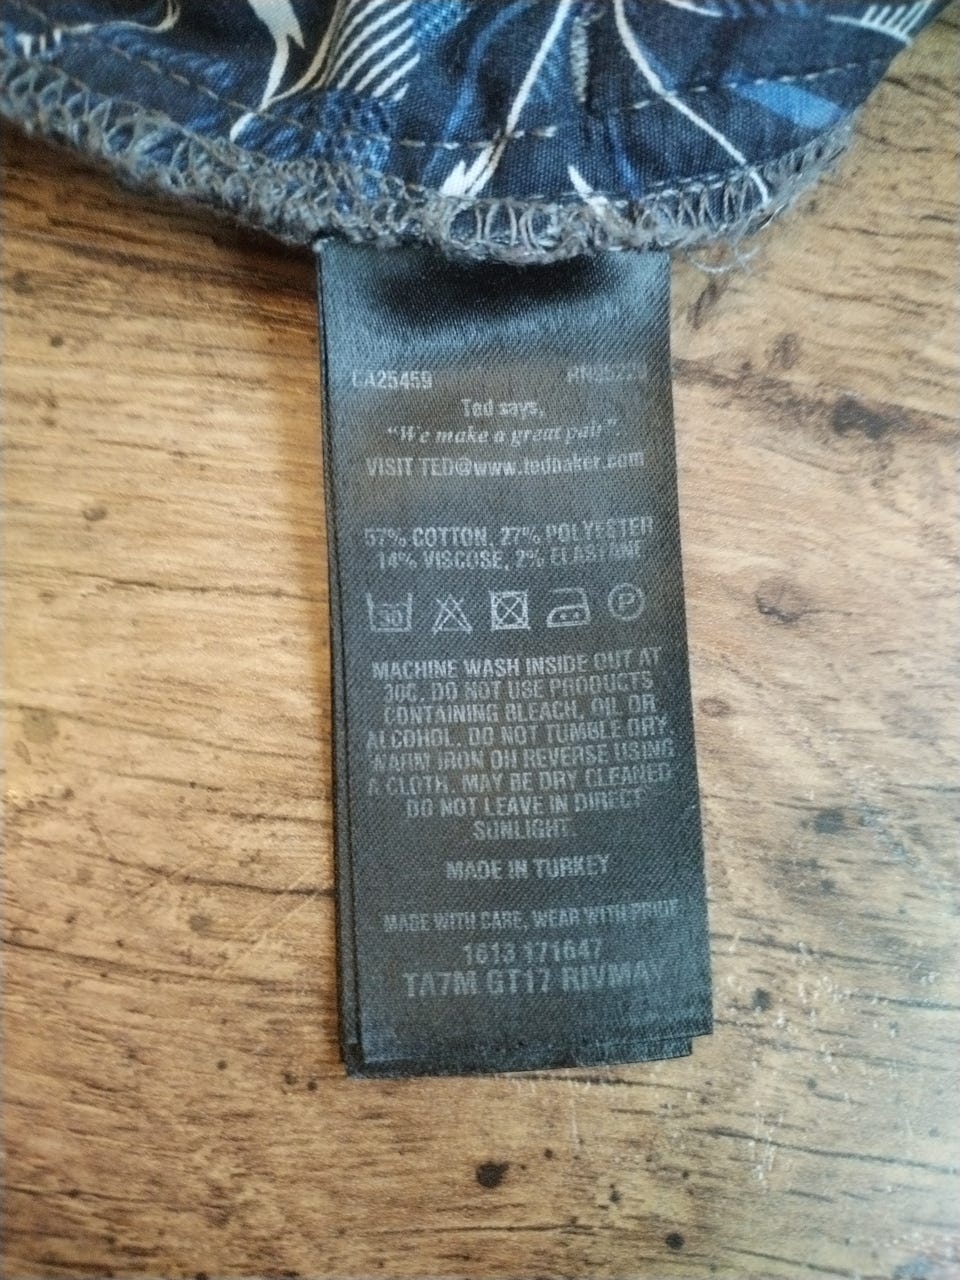 CA25459
Ted says,
"We make a great pair".
VISIT TED@www.tedbaker.com
57% COTTON, 27% POLYESTER
14% VISCOSE, 2% ELASTANE
30
P
MACHINE WASH INSIDE OUT AT
30C. DO NOT USE PRODUCTS
CONTAINING BLEACH, OIL OR
ALCOHOL. DO NOT TUMBLE DRY.
WARM IRON ON REVERSE USING
A CLOTH. MAY BE DRY CLEANED
DO NOT LEAVE IN DIRECT
SUNLIGHT.
MADE IN TURKEY
MADE WITH CARE, WEAR WITH PRIDE
1613 171647
TA7M GT17 RIVMAY